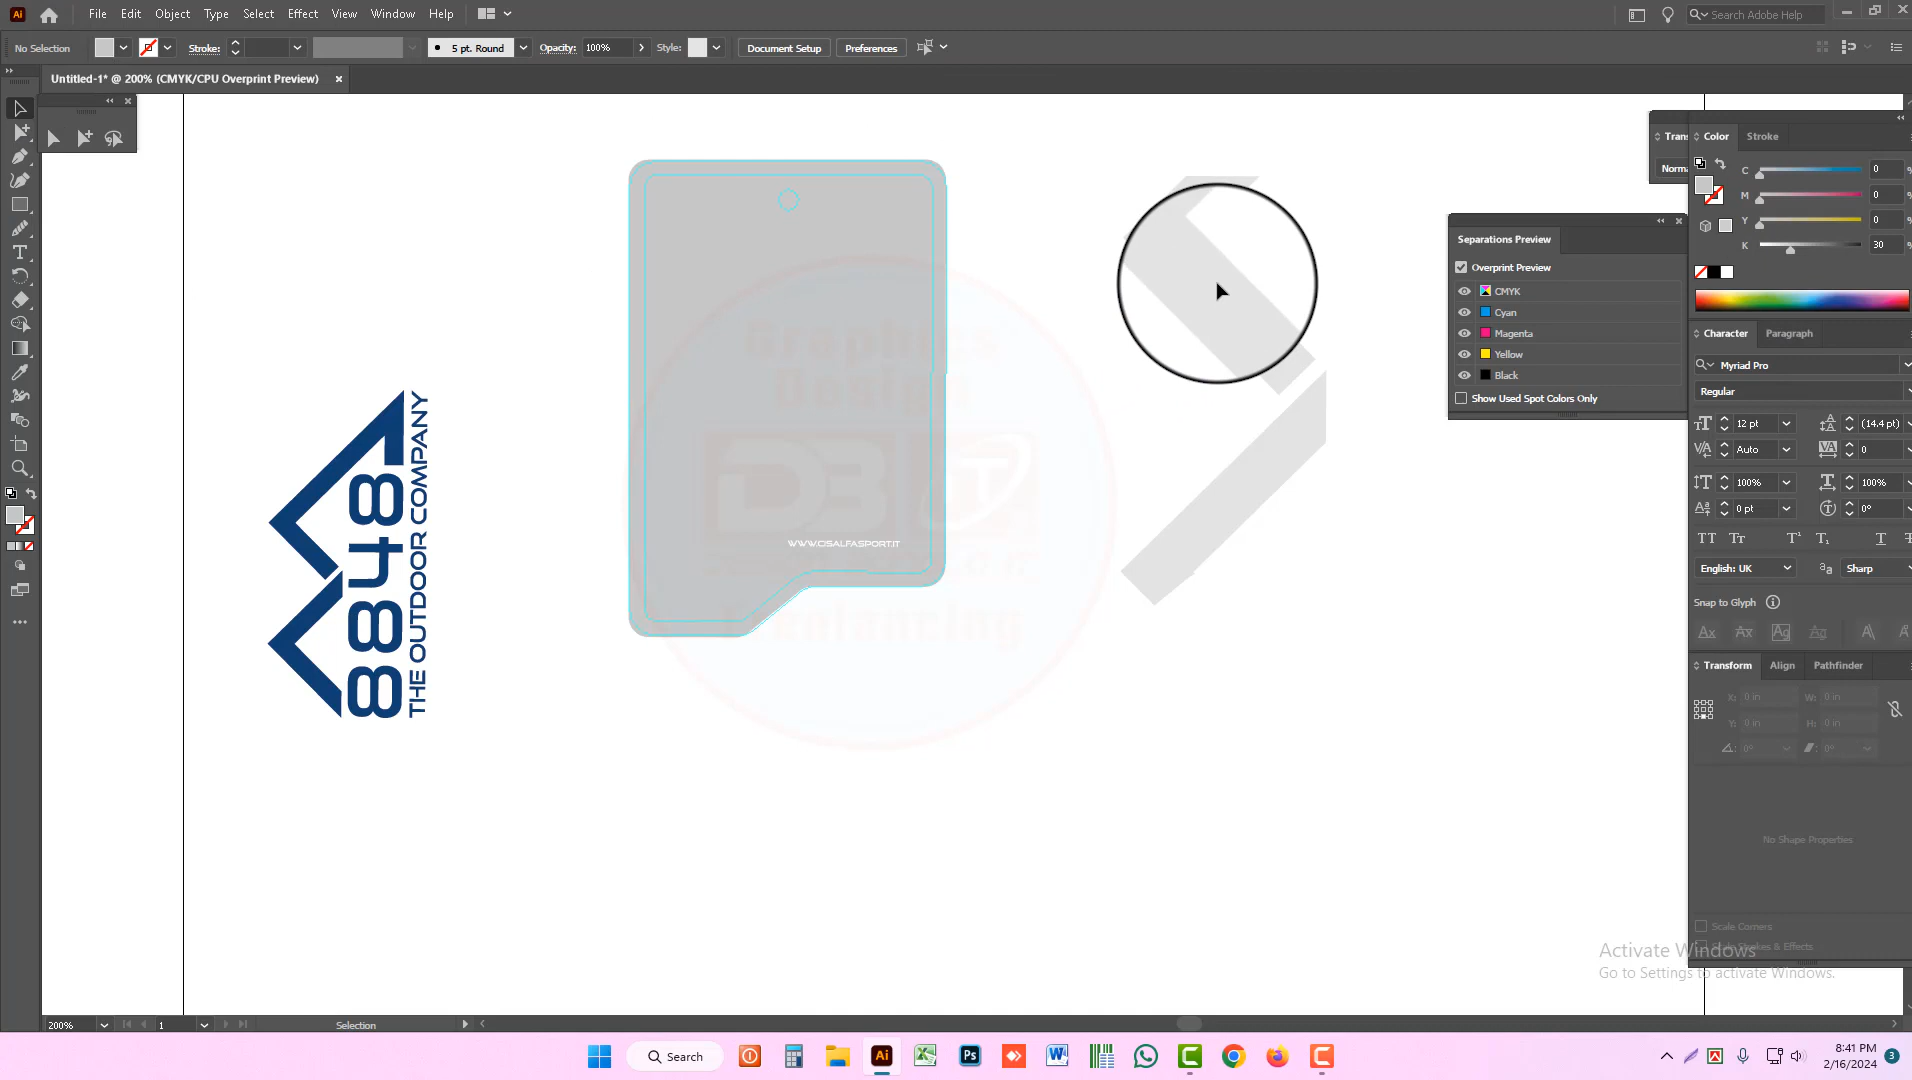 File Edit Object Type Select Effect View Window Help
Search Adobe Help
No Selection
Stroke:
5 pt. Round
Opacity: 100%
Style:
Document Setup
Preferences
Untitled-1* @ 200% (CMYK/CPU Overprint Preview)
8848
THE OUTDOOR COMPANY
WWW.CISALFASPORT.IT
Graphics
Design
Separations Preview
Overprint Preview
CMYK
Cyan
Magenta
Yellow
Black
Show Used Spot Colors Only
Color Stroke
C 0
M 0
Y 0
K 30
Character Paragraph
Myriad Pro
Regular
12 pt (14.4 pt)
Auto 0
100% 100%
0 pt 0°
English: UK Sharp
Snap to Glyph
Transform Align Pathfinder
X: 0 in W: 0 in
Y: 0 in H: 0 in
0° 0°
No Shape Properties
Scale Corners
Scale Strokes & Effects
Activate Windows
Go to Settings to activate Windows.
200% 1 Selection
Search
8:41 PM
2/16/2024
3